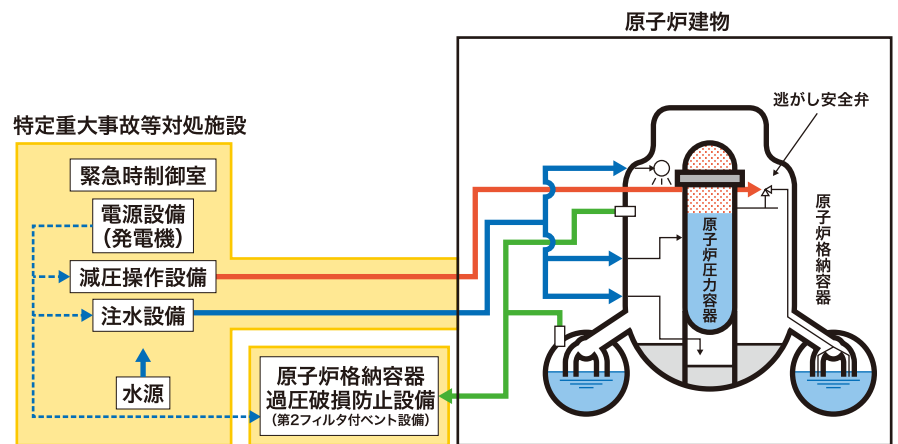 原子炉建物
逃がし安全弁
特定重大事故等対処施設
緊急時制御室
電源設備
(発電機)
減圧操作設備
注水設備
水源
原子炉格納容器
過圧破損防止設備
(第2フィルタ付ベント設備)
原子炉圧力容器
原子炉格納容器